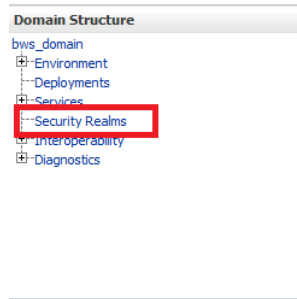 Domain Structure
bws_domain
Environment
Deployments
Services
Security Realms
Interoperability
Diagnostics